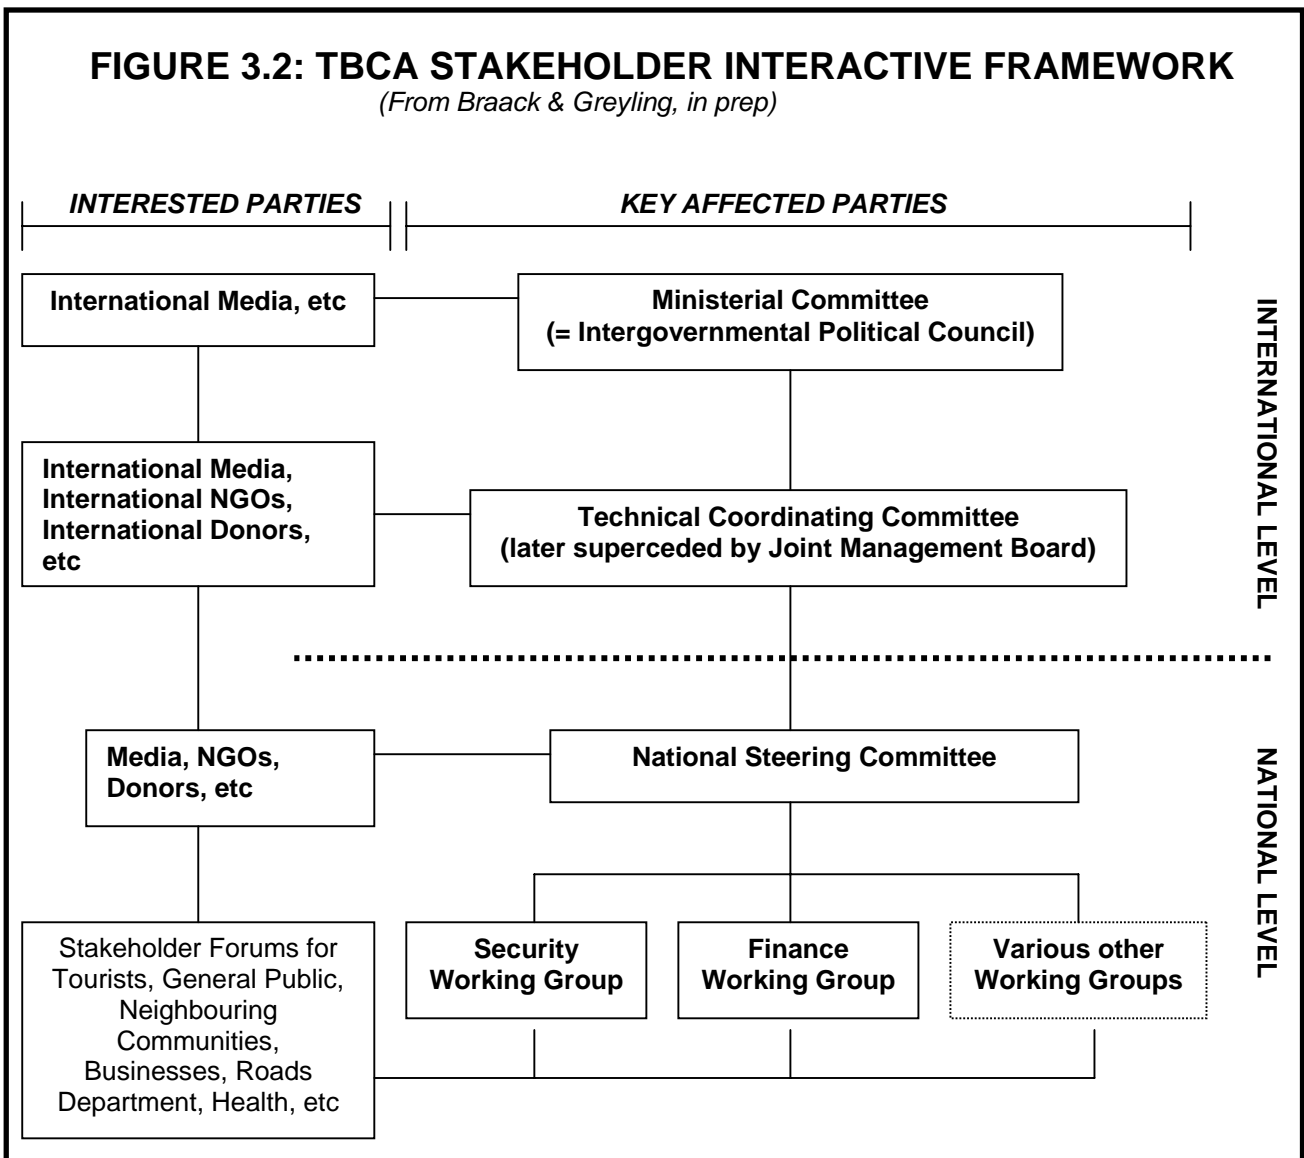 FIGURE 3.2: TBCA STAKEHOLDER INTERACTIVE FRAMEWORK
(From Braack & Greyling, in prep)
INTERESTED PARTIES
KEY AFFECTED PARTIES
International Media, etc
Ministerial Committee
(= Intergovernmental Political Council)
INTERNATIONAL LEVEL
International Media,
International NGOs,
International Donors,
etc
Technical Coordinating Committee
(later superceded by Joint Management Board)
Media, NGOs,
Donors, etc
National Steering Committee
NATIONAL LEVEL
Stakeholder Forums for
Tourists, General Public,
Neighbouring
Communities,
Businesses, Roads
Department, Health, etc
Security
Working Group
Finance
Working Group
Various other
Working Groups